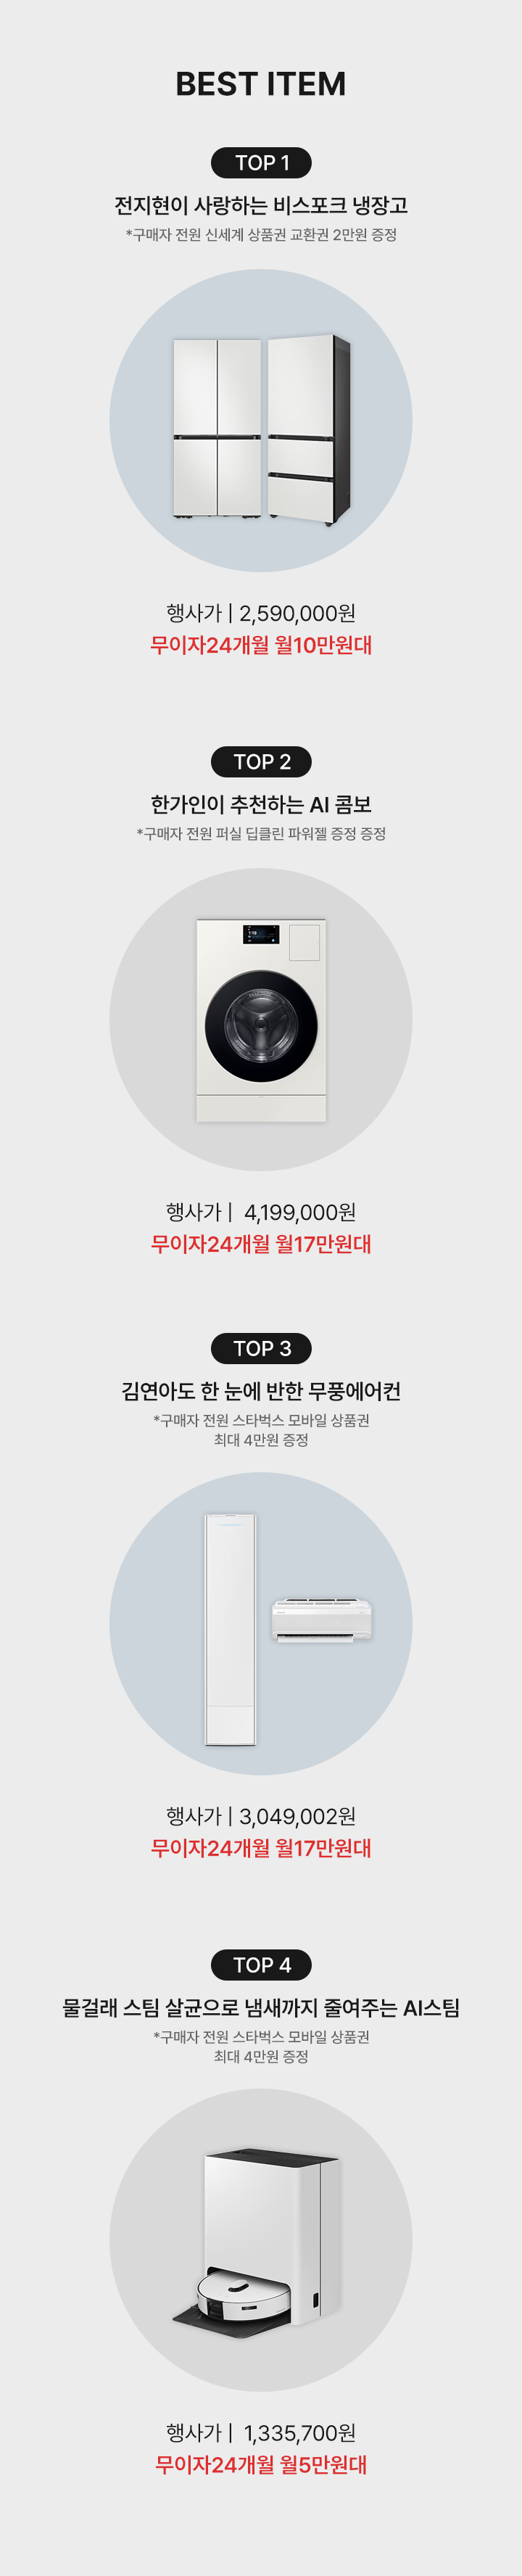 BEST ITEM
TOP 1
전지현이 사랑하는 비스포크 냉장고
*구매자 전원 신세계 상품권 교환권 2만원 증정
행사가 | 2,590,000원
무이자24개월 월10만원대
TOP 2
한가인이 추천하는 AI 콤보
*구매자 전원 퍼실 딥클린 파워젤 증정 증정
행사가 | 4,199,000원
무이자24개월 월17만원대
TOP 3
김연아도 한 눈에 반한 무풍에어컨
*구매자 전원 스타벅스 모바일 상품권
최대 4만원 증정
행사가 | 3,049,002원
무이자24개월 월17만원대
TOP 4
물걸래 스팀 살균으로 냄새까지 줄여주는 AI스팀
*구매자 전원 스타벅스 모바일 상품권
최대 4만원 증정
행사가 | 1,335,700원
무이자24개월 월5만원대